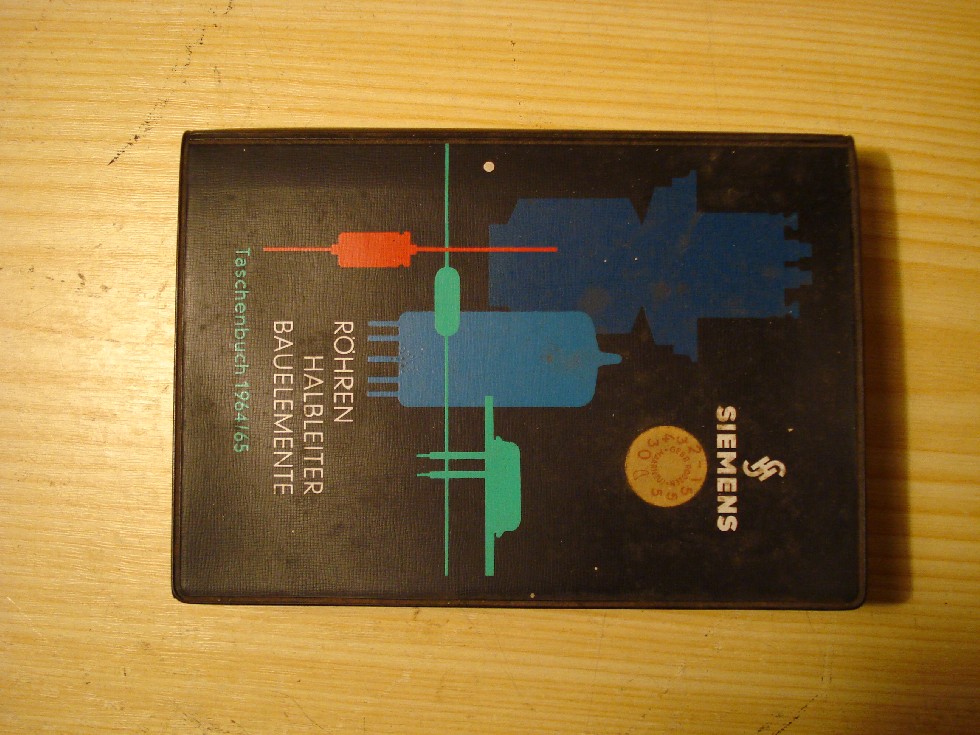 SIEMENS
RÖHREN
HALBLEITER
BAUELEMENTE
Taschenbuch 1964/65